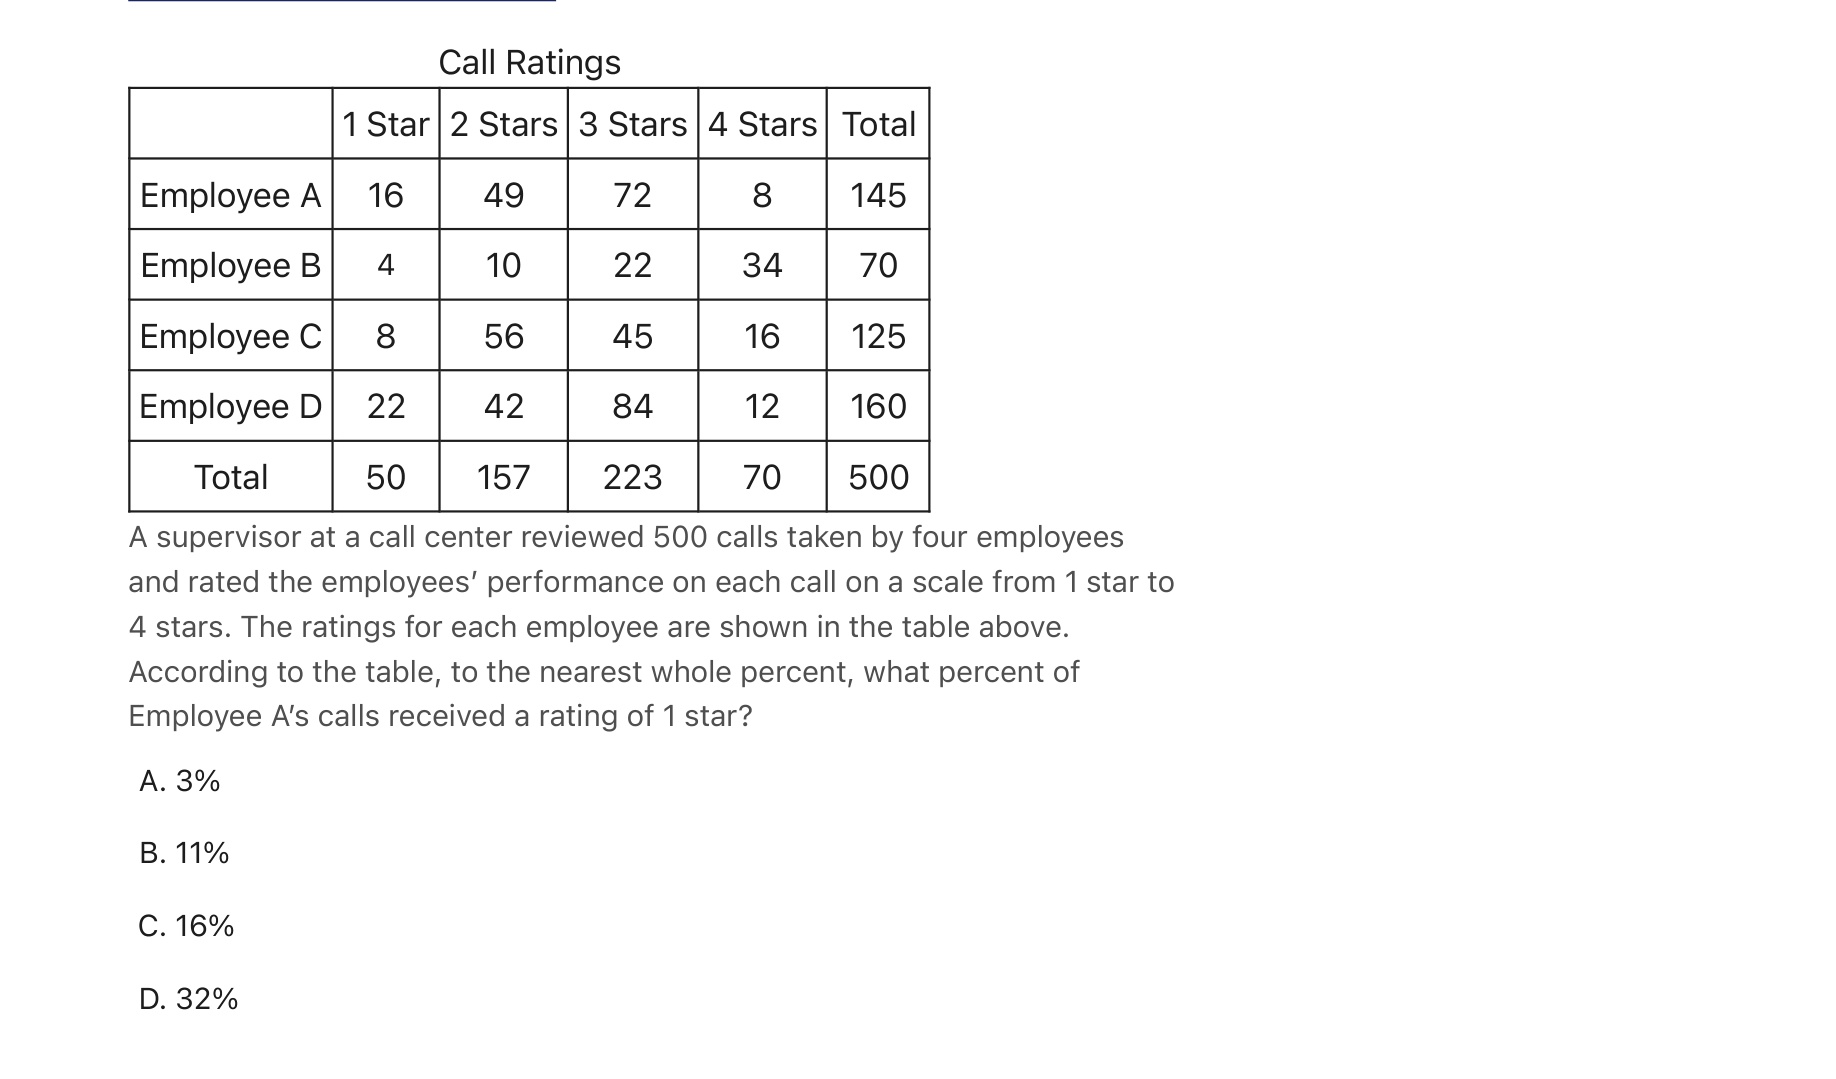 Call Ratings
1 Star 2 Stars 3 Stars 4 Stars Total
Employee A 16 49 72 8 145
Employee B 4 10 22 34 70
Employee C 8 56 45 16 125
Employee D 22 42 84 12 160
Total 50 157 223 70 500
A supervisor at a call center reviewed 500 calls taken by four employees
and rated the employees’ performance on each call on a scale from 1 star to
4 stars. The ratings for each employee are shown in the table above.
According to the table, to the nearest whole percent, what percent of
Employee A’s calls received a rating of 1 star?
A. 3%
B. 11%
C. 16%
D. 32%